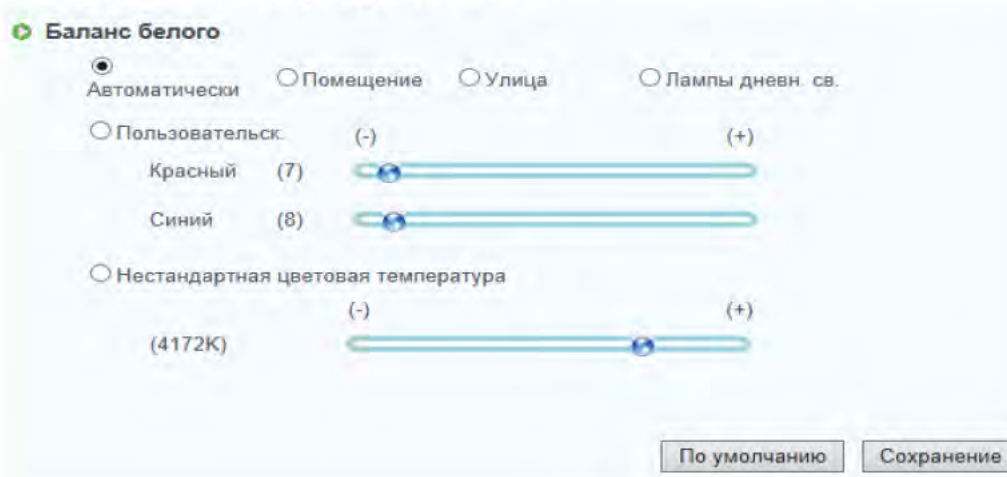 Баланс белого
Автоматически Помещение Улица Лампы дневн. св.
Пользовательск. (-) (+)
Красный (7)
Синий (8)
Нестандартная цветовая температура
(-) (+)
(4172K)
По умолчанию Сохранение